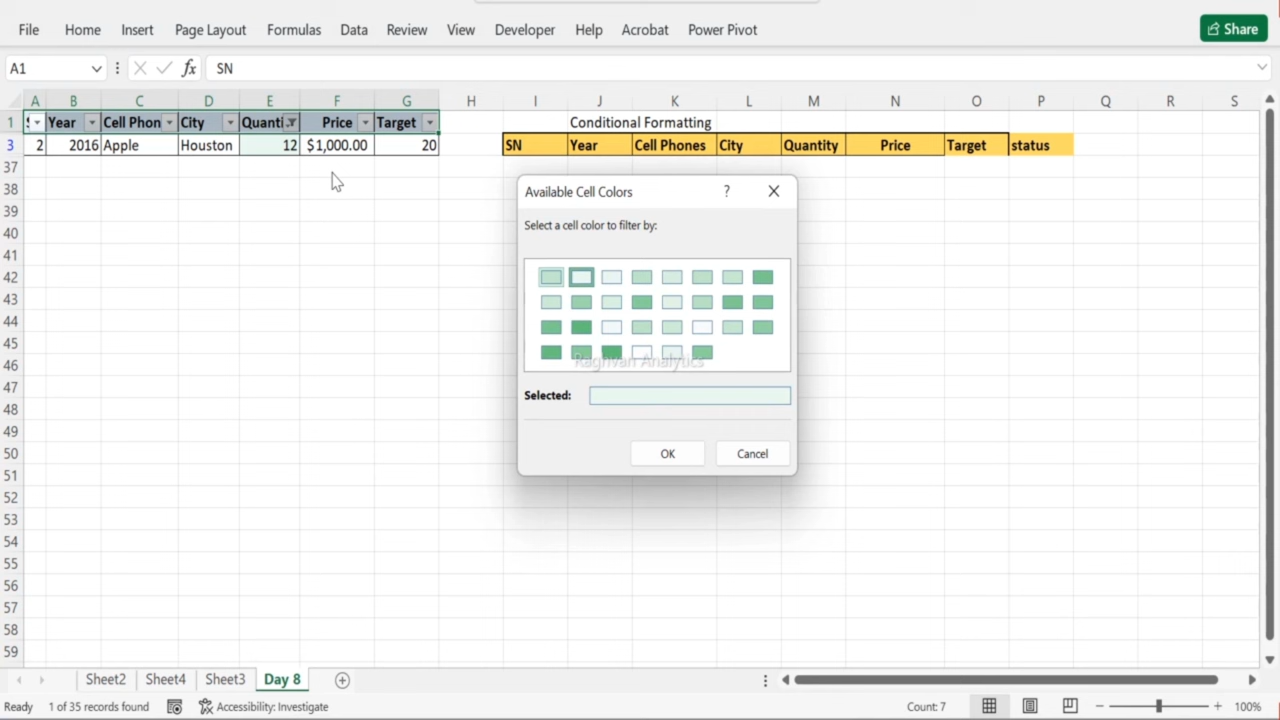 File Home Insert Page Layout Formulas Data Review View Developer Help Acrobat Power Pivot Share
A1 fx SN
A B C D E F G H I J K L M N O P Q R S
1 Year Cell Phon City Quanti Price Target Conditional Formatting
3 2 2016 Apple Houston 12 $1,000.00 20 SN Year Cell Phones City Quantity Price Target status
37
38
39
40
41
42
43
44
45
46
47
48
49
50
51
52
53
54
55
56
57
58
59
Available Cell Colors ?
Select a cell color to filter by:
Raghvan Analytics
Selected:
OK Cancel
Sheet2 Sheet4 Sheet3 Day 8
Ready 1 of 35 records found Accessibility: Investigate Count: 7 100%